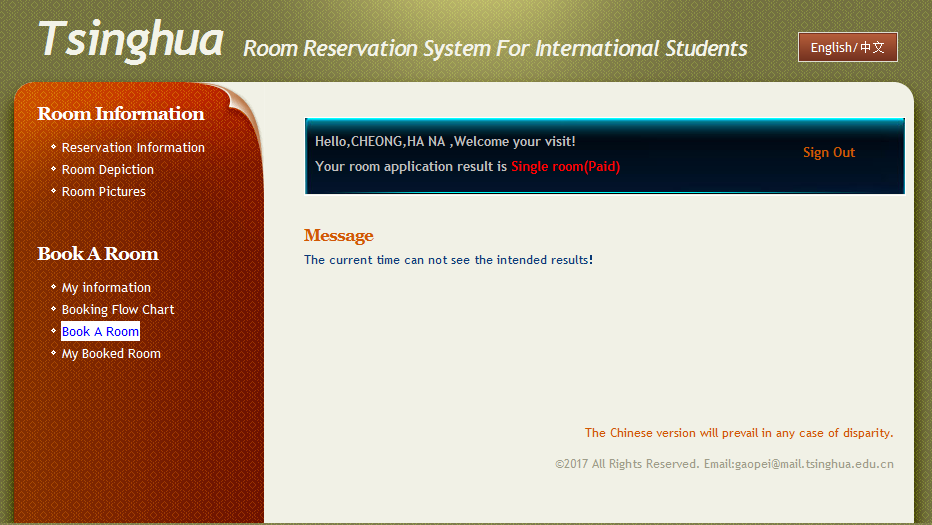 Tsinghua Room Reservation System For International Students
English/中文
Room Information
Reservation Information
Room Depiction
Room Pictures
Book A Room
My information
Booking Flow Chart
Book A Room
My Booked Room
Hello,CHEONG,HA NA ,Welcome your visit!
Your room application result is Single room(Paid)
Sign Out
Message
The current time can not see the intended results!
The Chinese version will prevail in any case of disparity.
©2017 All Rights Reserved. Email:gaopei@mail.tsinghua.edu.cn